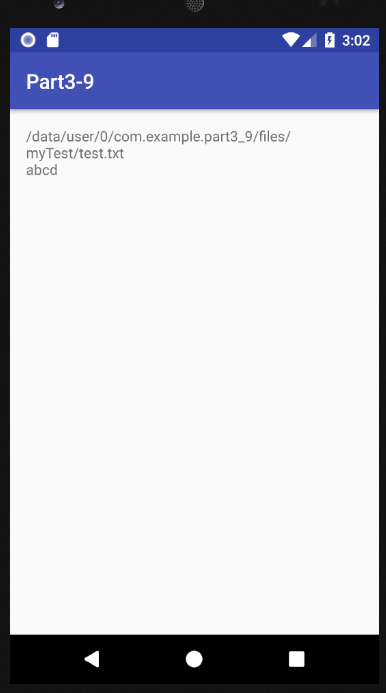 3:02
Part3-9
/data/user/0/com.example.part3_9/files/
myTest/test.txt
abcd